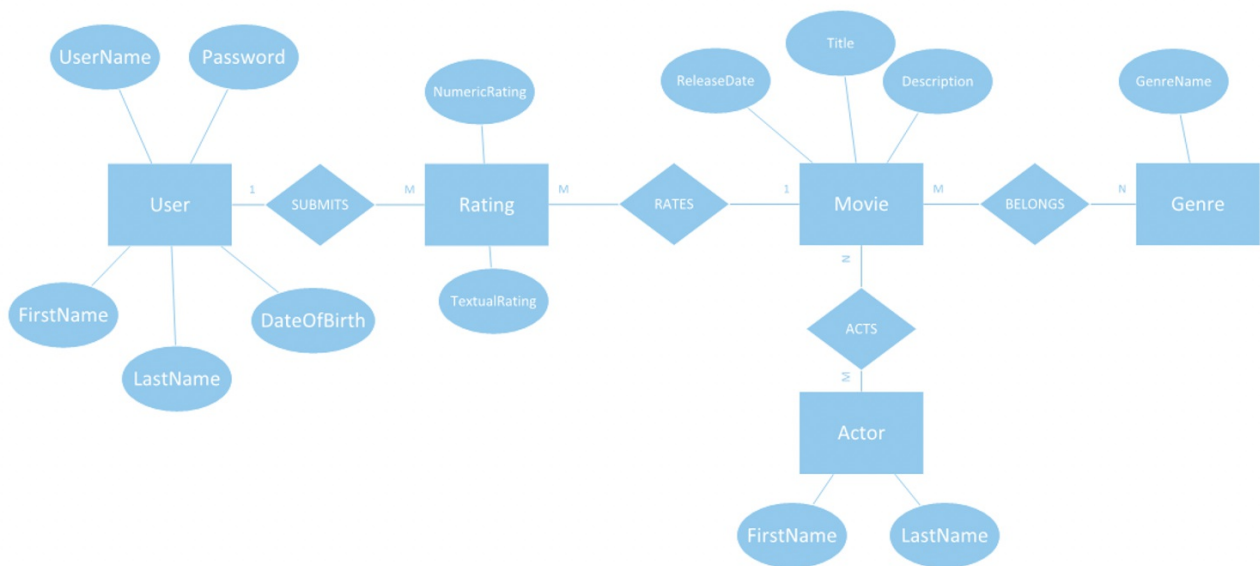 Title
UserName
Password
ReleaseDate
Description
GenreName
NumericRating
User
1
SUBMITS
M
Rating
M
RATES
1
Movie
M
BELONGS
N
Genre
N
TextualRating
FirstName
DateOfBirth
ACTS
LastName
M
Actor
FirstName
LastName